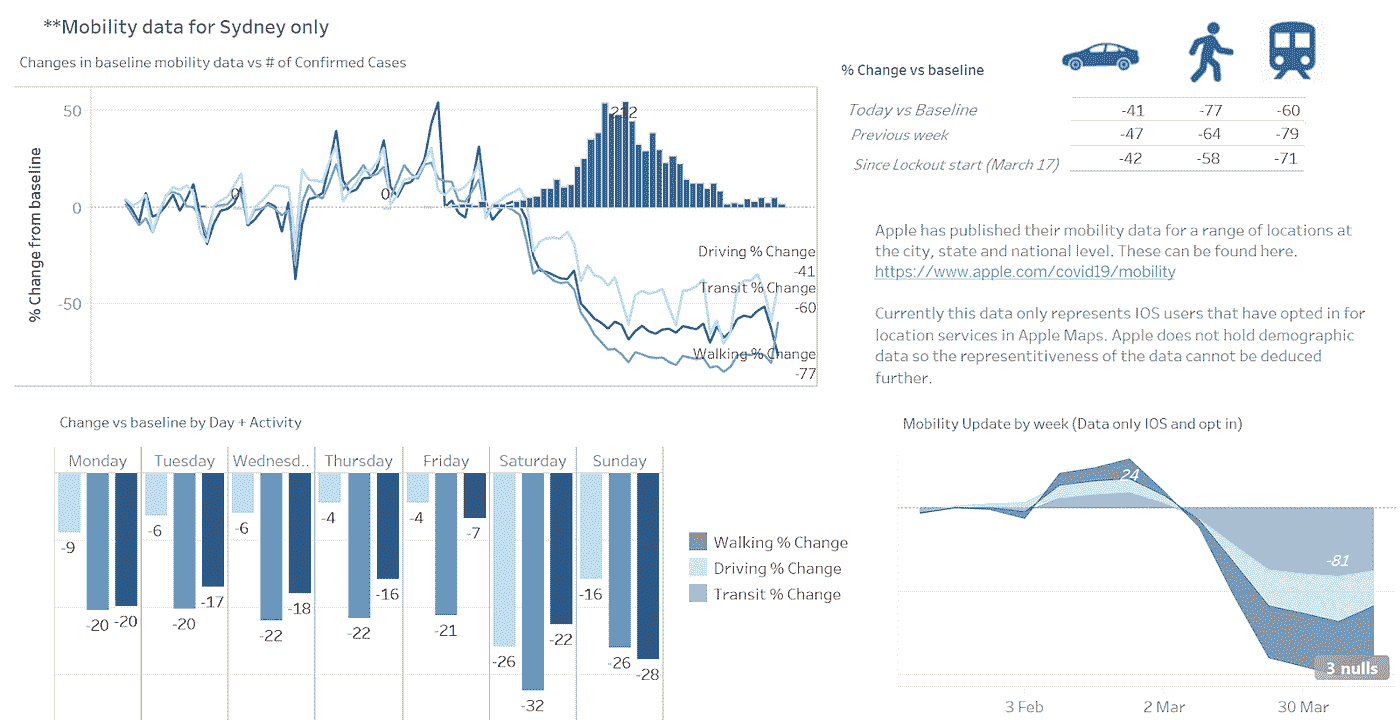 **Mobility data for Sydney only
Changes in baseline mobility data vs # of Confirmed Cases
% Change from baseline
50
0
-50
0
0
212
Driving % Change
-41
Transit % Change
-60
Walking % Change
-77
% Change vs baseline
Today vs Baseline -41 -77 -60
Previous week -47 -64 -79
Since Lockout start (March 17) -42 -58 -71
Apple has published their mobility data for a range of locations at
the city, state and national level. These can be found here.
https://www.apple.com/covid19/mobility
Currently this data only represents IOS users that have opted in for
location services in Apple Maps. Apple does not hold demographic
data so the representitiveness of the data cannot be deduced
further.
Change vs baseline by Day + Activity
Monday Tuesday Wednesd.. Thursday Friday Saturday Sunday
-9 -20 -20
-6 -20 -17
-6 -22 -18
-4 -22 -16
-4 -21 -7
-26 -32 -22
-16 -26 -28
Walking % Change
Driving % Change
Transit % Change
Mobility Update by week (Data only IOS and opt in)
24
-81
3 nulls
3 Feb 2 Mar 30 Mar